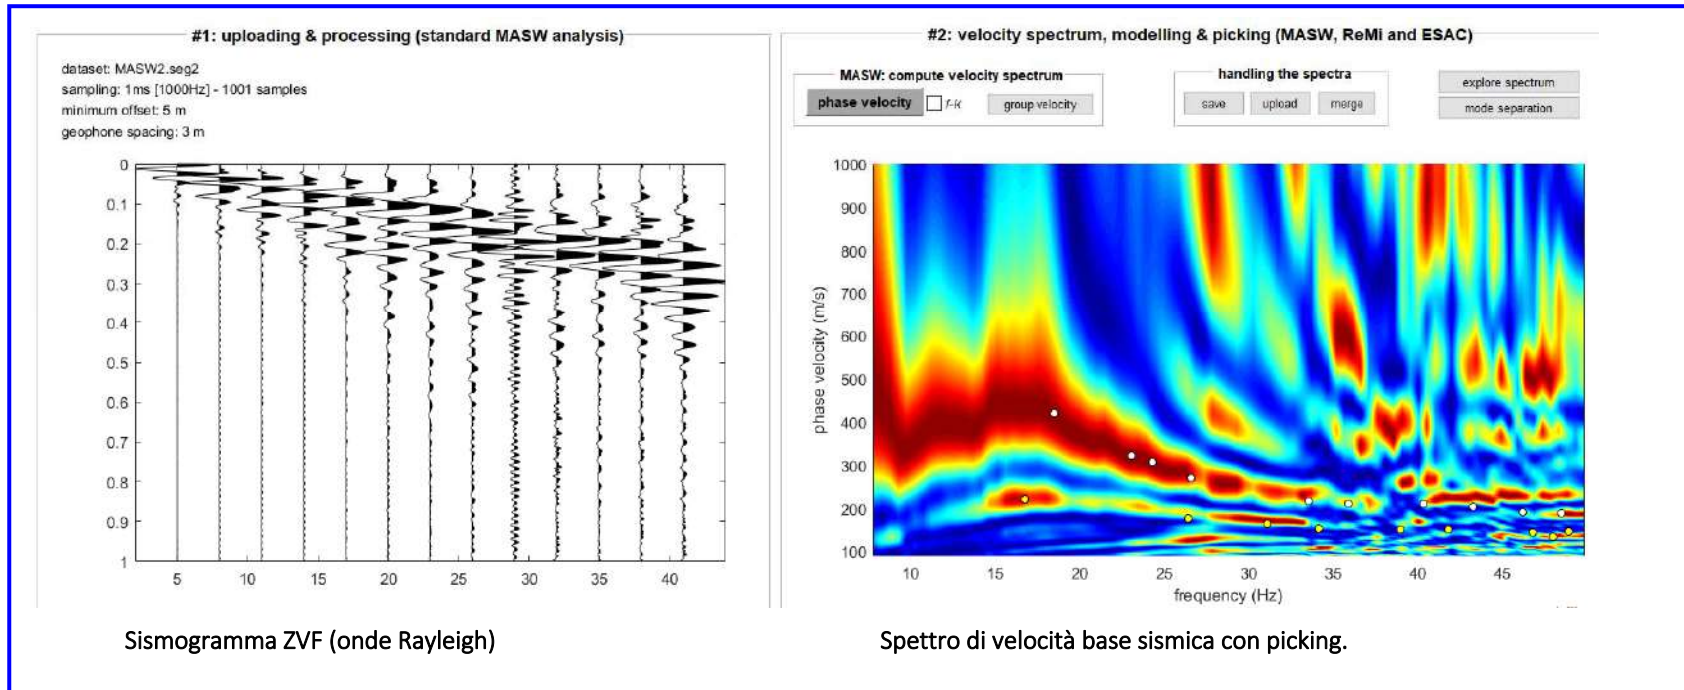 #1: uploading & processing (standard MASW analysis)
dataset: MASW2.seg2
sampling: 1ms [1000Hz] - 1001 samples
minimum offset: 5 m
geophone spacing: 3 m
0
0.1
0.2
0.3
0.4
0.5
0.6
0.7
0.8
0.9
1
5 10 15 20 25 30 35 40
Sismogramma ZVF (onde Rayleigh)
#2: velocity spectrum, modelling & picking (MASW, ReMi and ESAC)
MASW: compute velocity spectrum
phase velocity f-k group velocity
handling the spectra
save upload merge
explore spectrum
mode separation
phase velocity (m/s)
1000
900
800
700
600
500
400
300
200
100
10 15 20 25 30 35 40 45
frequency (Hz)
Spettro di velocità base sismica con picking.